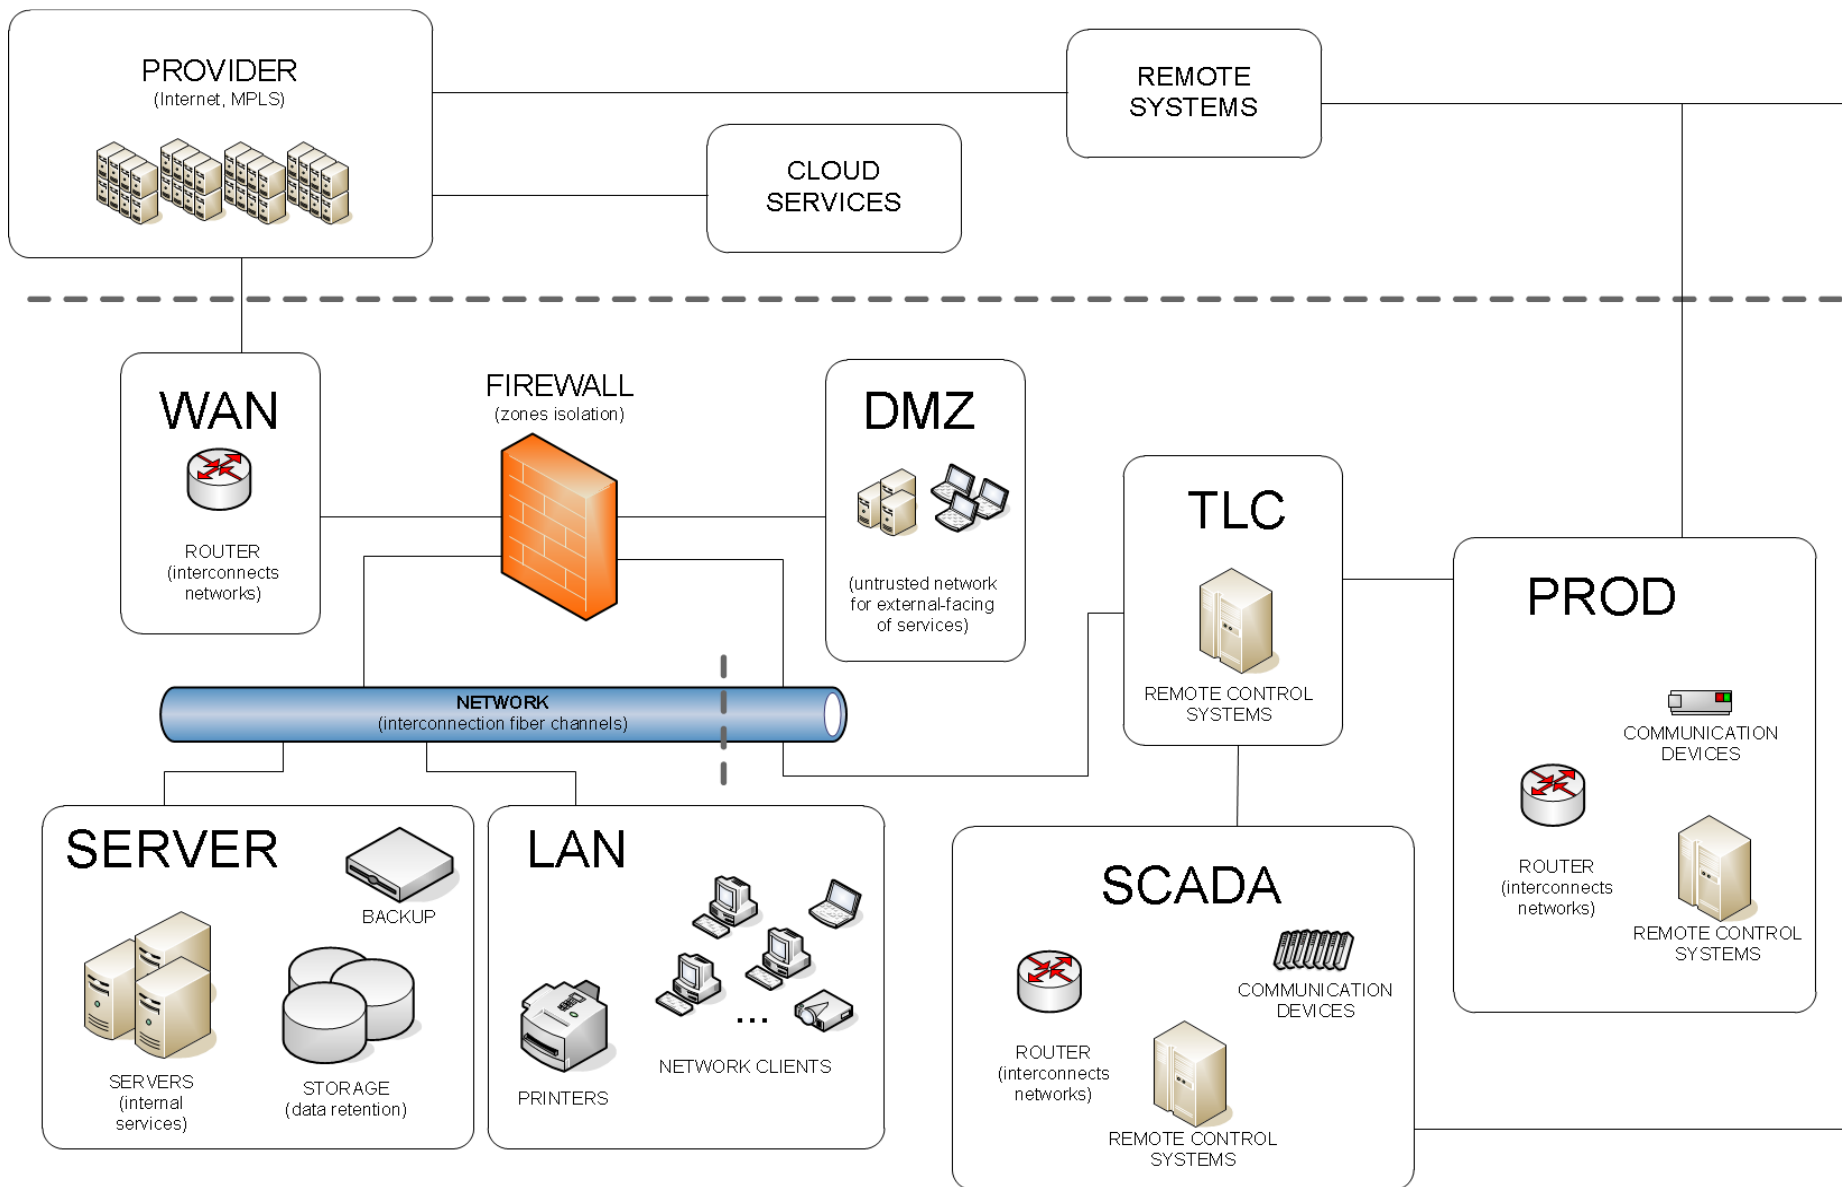 PROVIDER
(Internet, MPLS)
REMOTE
SYSTEMS
CLOUD
SERVICES
WAN
ROUTER
(interconnects
networks)
FIREWALL
(zones isolation)
DMZ
(untrusted network
for external-facing
of services)
TLC
REMOTE CONTROL
SYSTEMS
PROD
COMMUNICATION
DEVICES
ROUTER
(interconnects
networks)
REMOTE CONTROL
SYSTEMS
NETWORK
(interconnection fiber channels)
SERVER
BACKUP
SERVERS
(internal
services)
STORAGE
(data retention)
LAN
...
NETWORK CLIENTS
PRINTERS
SCADA
COMMUNICATION
DEVICES
ROUTER
(interconnects
networks)
REMOTE CONTROL
SYSTEMS